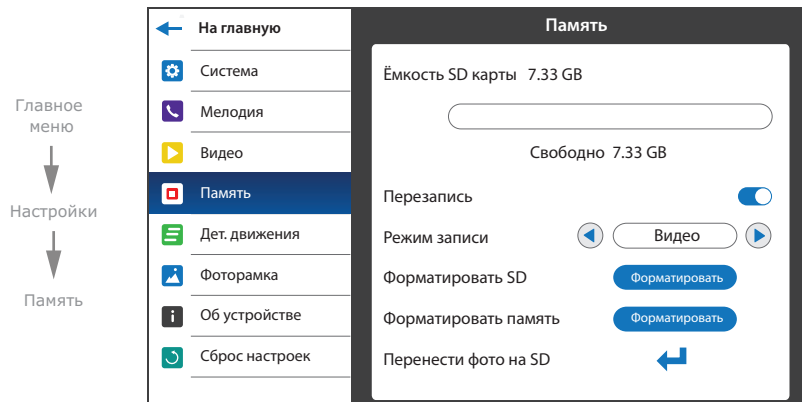 Главное
меню
Настройки
Память
На главную
Система
Мелодия
Видео
Память
Дет. движения
Фоторамка
Об устройстве
Сброс настроек
Память
Ёмкость SD карты 7.33 GB
Свободно 7.33 GB
Перезапись
Режим записи Видео
Форматировать SD Форматировать
Форматировать память Форматировать
Перенести фото на SD